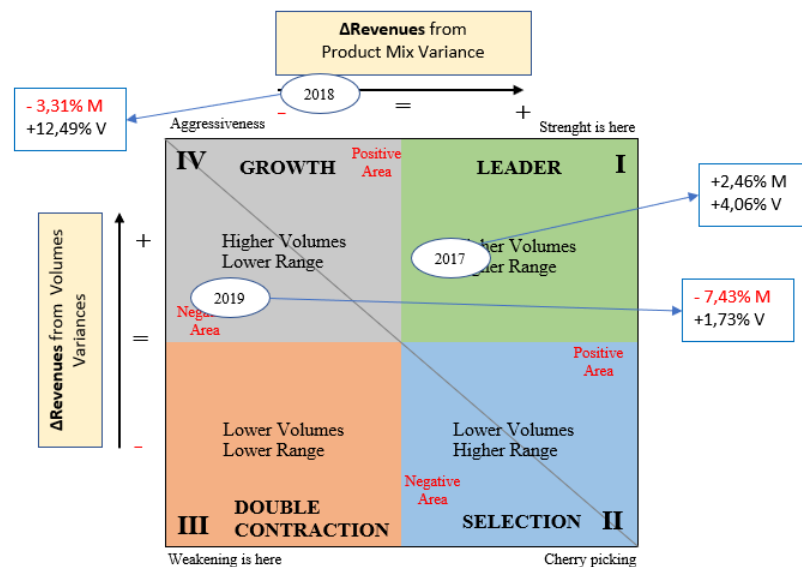 ΔRevenues from
Product Mix Variance
2018
- = +
- 3,31% M
+12,49% V
Aggressiveness
Strenght is here
IV
GROWTH
Positive
Area
LEADER
I
+2,46% M
+4,06% V
ΔRevenues from Volumes
Variances
+
=
-
Higher Volumes
Lower Range
2017
Volumes
Range
2019
Area
- 7,43% M
+1,73% V
Positive
Area
Lower Volumes
Lower Range
Lower Volumes
Higher Range
Negative
Area
III
DOUBLE
CONTRACTION
SELECTION
II
Weakening is here
Cherry picking